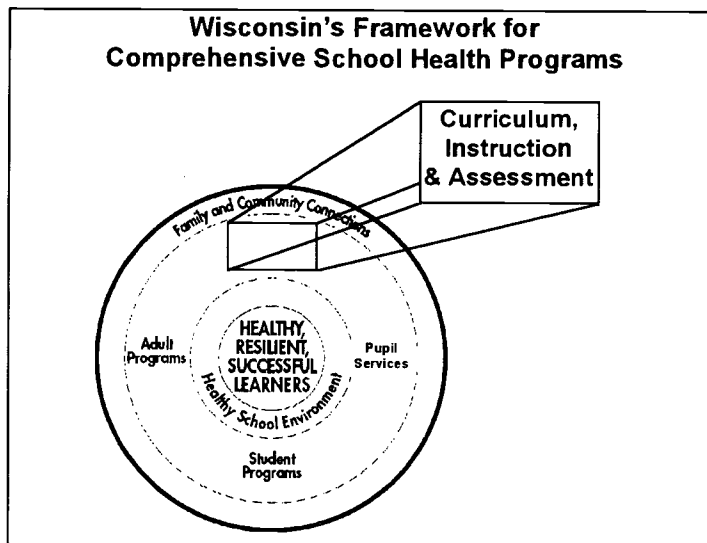 Wisconsin's Framework for
Comprehensive School Health Programs
Curriculum,
Instruction
& Assessment
Family and Community Connections
Adult
Programs
HEALTHY,
RESILIENT,
SUCCESSFUL
LEARNERS
Pupil
Services
Healthy School Environment
Student
Programs